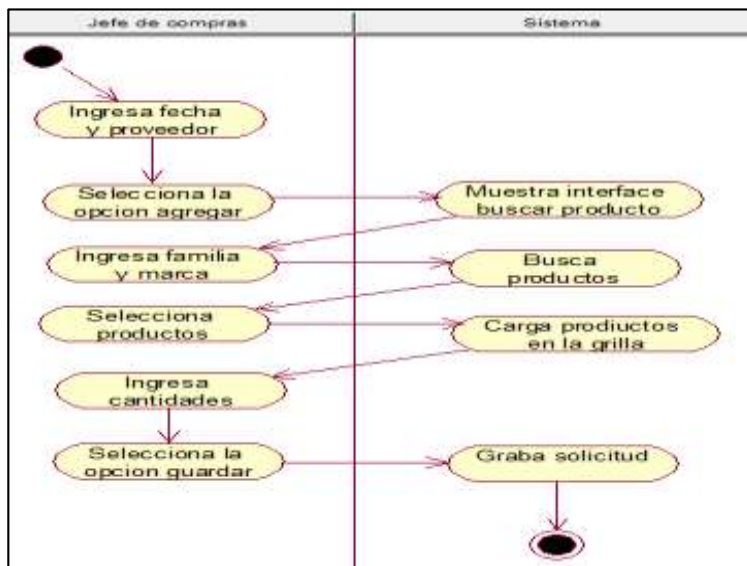 Jefe de compras
Sistema
Ingresa fecha
y proveedor
Selecciona la
opcion agregar
Muestra interface
buscar producto
Ingresa familia
y marca
Busca
productos
Selecciona
productos
Carga prodiuctos
en la grilla
Ingresa
cantidades
Selecciona la
opcion guardar
Graba solicitud